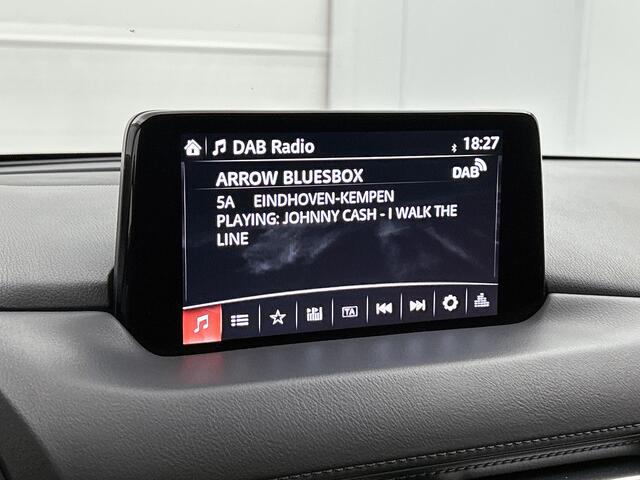 DAB Radio 18:27
ARROW BLUESBOX DAB
5A EINDHOVEN-KEMPEN
PLAYING: JOHNNY CASH - I WALK THE
LINE
TA